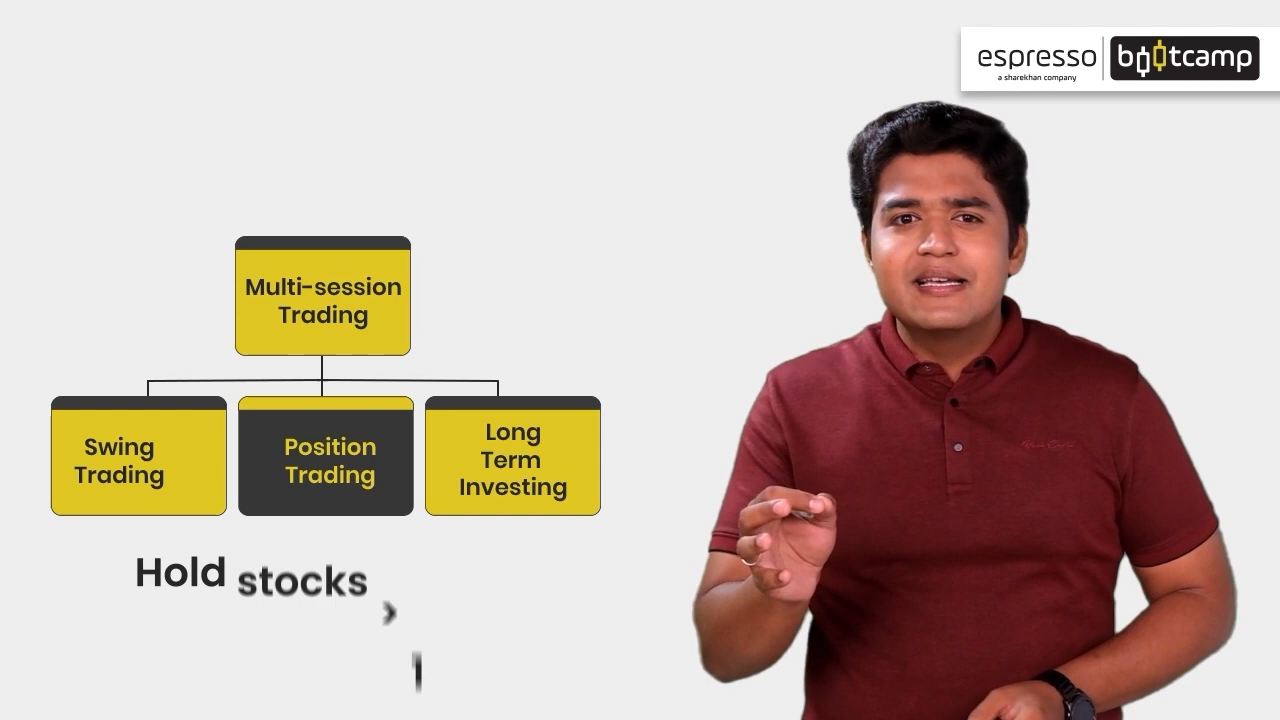 espresso
a sharekhan company
bootcamp
Multi-session
Trading
Swing
Trading
Position
Trading
Long
Term
Investing
Hold stocks